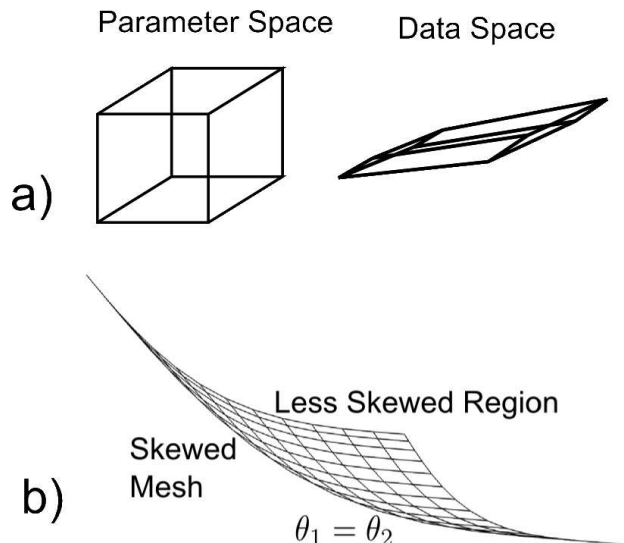 Parameter Space
Data Space
a)
Less Skewed Region
Skewed
Mesh
b)
θ₁ = θ₂